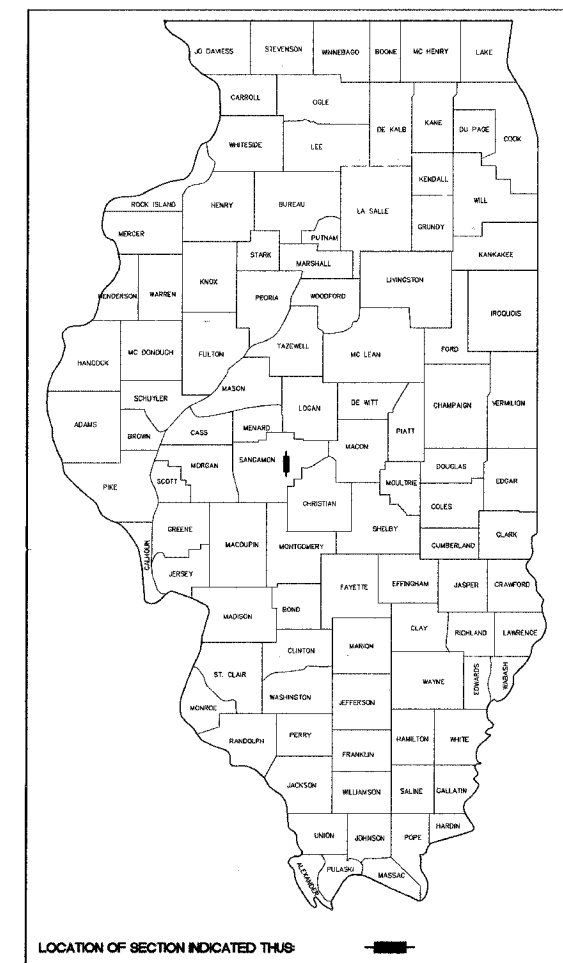 JO DAVIESS STEVENSON WINNEBAGO BOONE MC HENRY LAKE
CARROLL OGLE DE KALB KANE DU PAGE COOK
WHITESIDE LEE
KENDALL WILL
ROCK ISLAND HENRY BUREAU LA SALLE GRUNDY
MERCER PUTNAM
STARK MARSHALL KANKAKEE
KNOX LIVINGSTON
HENDERSON WARREN PEORIA WOODFORD IROQUOIS
HANCOCK MC DONOUGH FULTON TAZEWELL MC LEAN FORD
MASON
SCHUYLER LOGAN DE WITT CHAMPAIGN VERMILION
ADAMS BROWN CASS MENARD MACON PIATT
PIKE SCOTT MORGAN SANGAMON MOULTRIE DOUGLAS EDGAR
CHRISTIAN COLES
GREENE SHELBY
CALHOUN MACOUPIN MONTGOMERY CUMBERLAND CLARK
JERSEY FAYETTE EFFINGHAM JASPER CRAWFORD
MADISON BOND
CLAY RICHLAND LAWRENCE
CLINTON MARION
ST. CLAIR WAYNE EDWARDS WABASH
WASHINGTON JEFFERSON
MONROE
RANDOLPH PERRY HAMILTON WHITE
FRANKLIN
JACKSON WILLIAMSON SALINE GALLATIN
UNION JOHNSON POPE HARDIN
ALEXANDER PULASKI MASSAC
LOCATION OF SECTION INDICATED THUS: